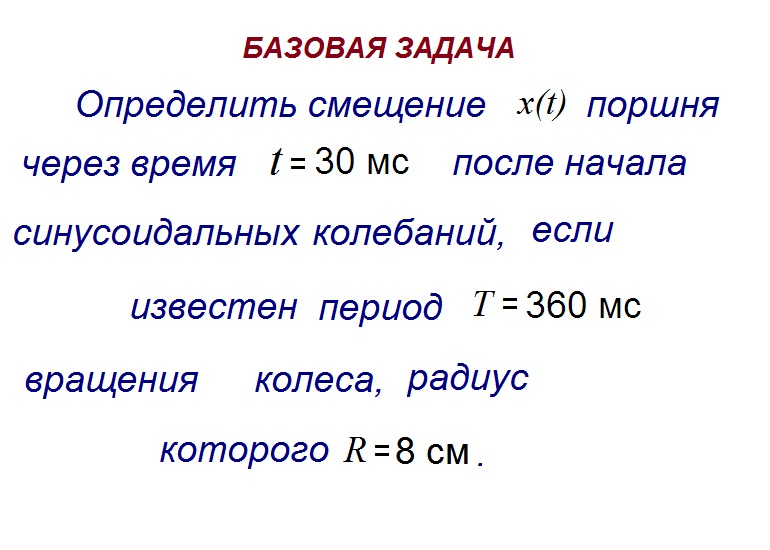 БАЗОВАЯ ЗАДАЧА
Определить смещение x(t) поршня
через время t = 30 мс после начала
синусоидальных колебаний, если
известен период T = 360 мс
вращения колеса, радиус
которого R = 8 см .